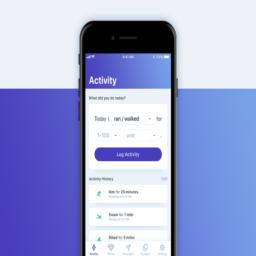 Activity
What did you do today?
Today I ran / walked for
1-100 unit
Log Activity
Activity History
Ran for 25 minutes
Swam for 1 mile
Biked for 5 miles
Activity